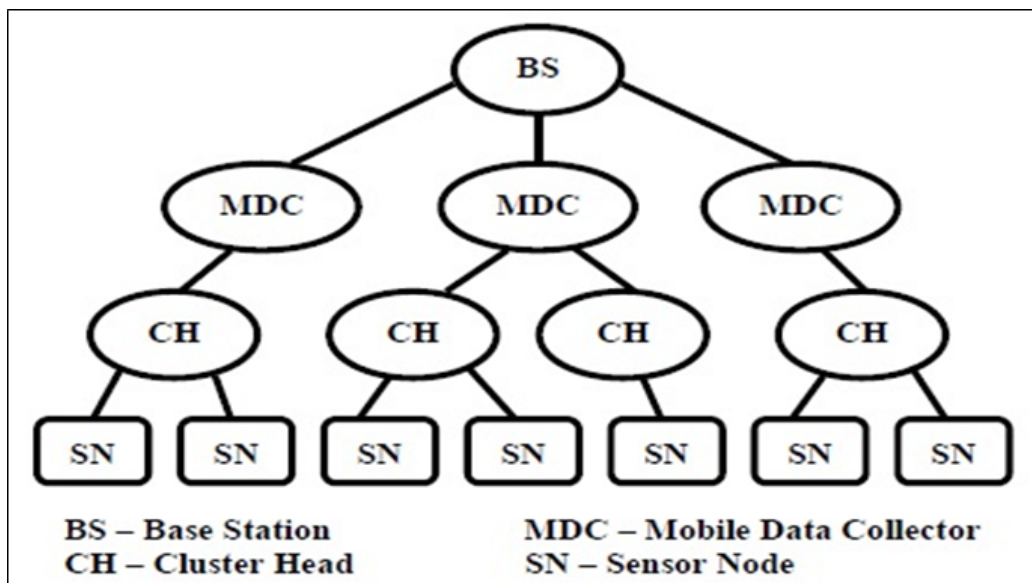 BS
MDC MDC MDC
CH CH CH CH
SN SN SN SN SN SN SN
BS – Base Station MDC – Mobile Data Collector
CH – Cluster Head SN – Sensor Node